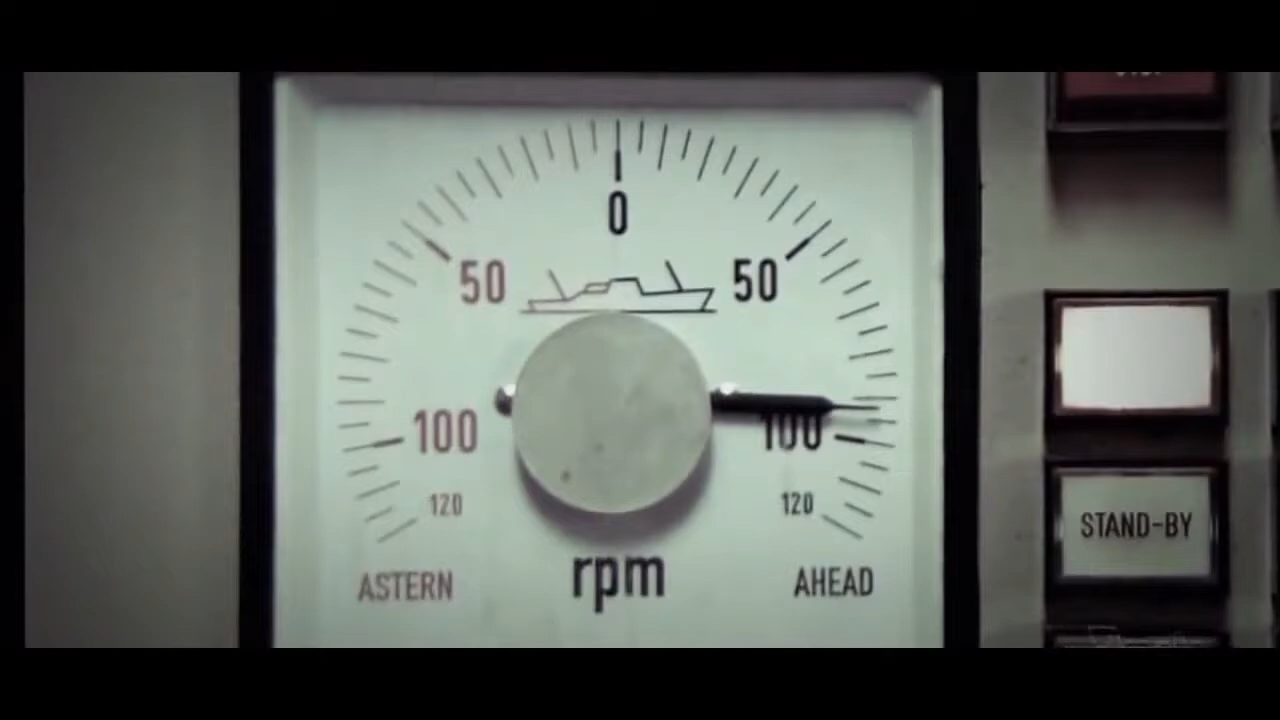 0
50 50
100 100
120 120
rpm
ASTERN AHEAD
STAND-BY